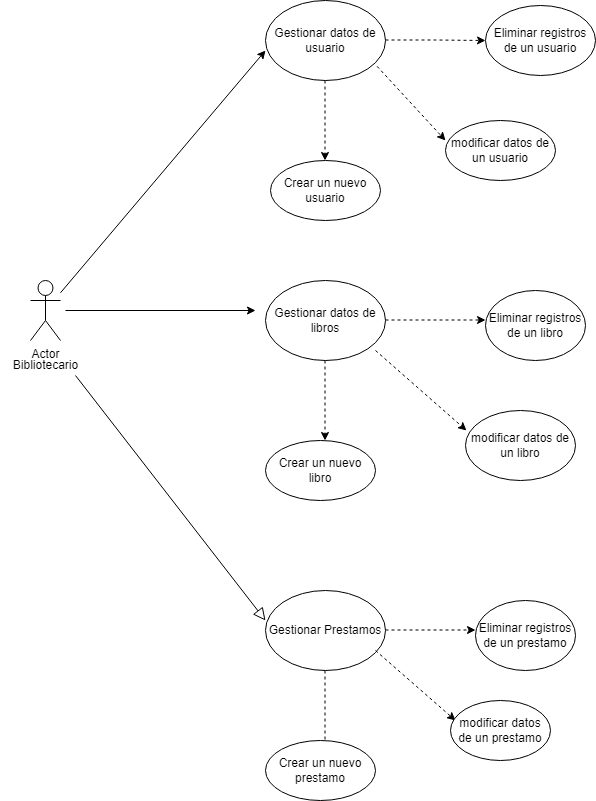 Gestionar datos de
usuario
Eliminar registros
de un usuario
modificar datos de
un usuario
Crear un nuevo
usuario
Actor
Bibliotecario
Gestionar datos de
libros
Eliminar registros
de un libro
modificar datos de
un libro
Crear un nuevo
libro
Gestionar Prestamos
Eliminar registros
de un prestamo
modificar datos
de un prestamo
Crear un nuevo
prestamo